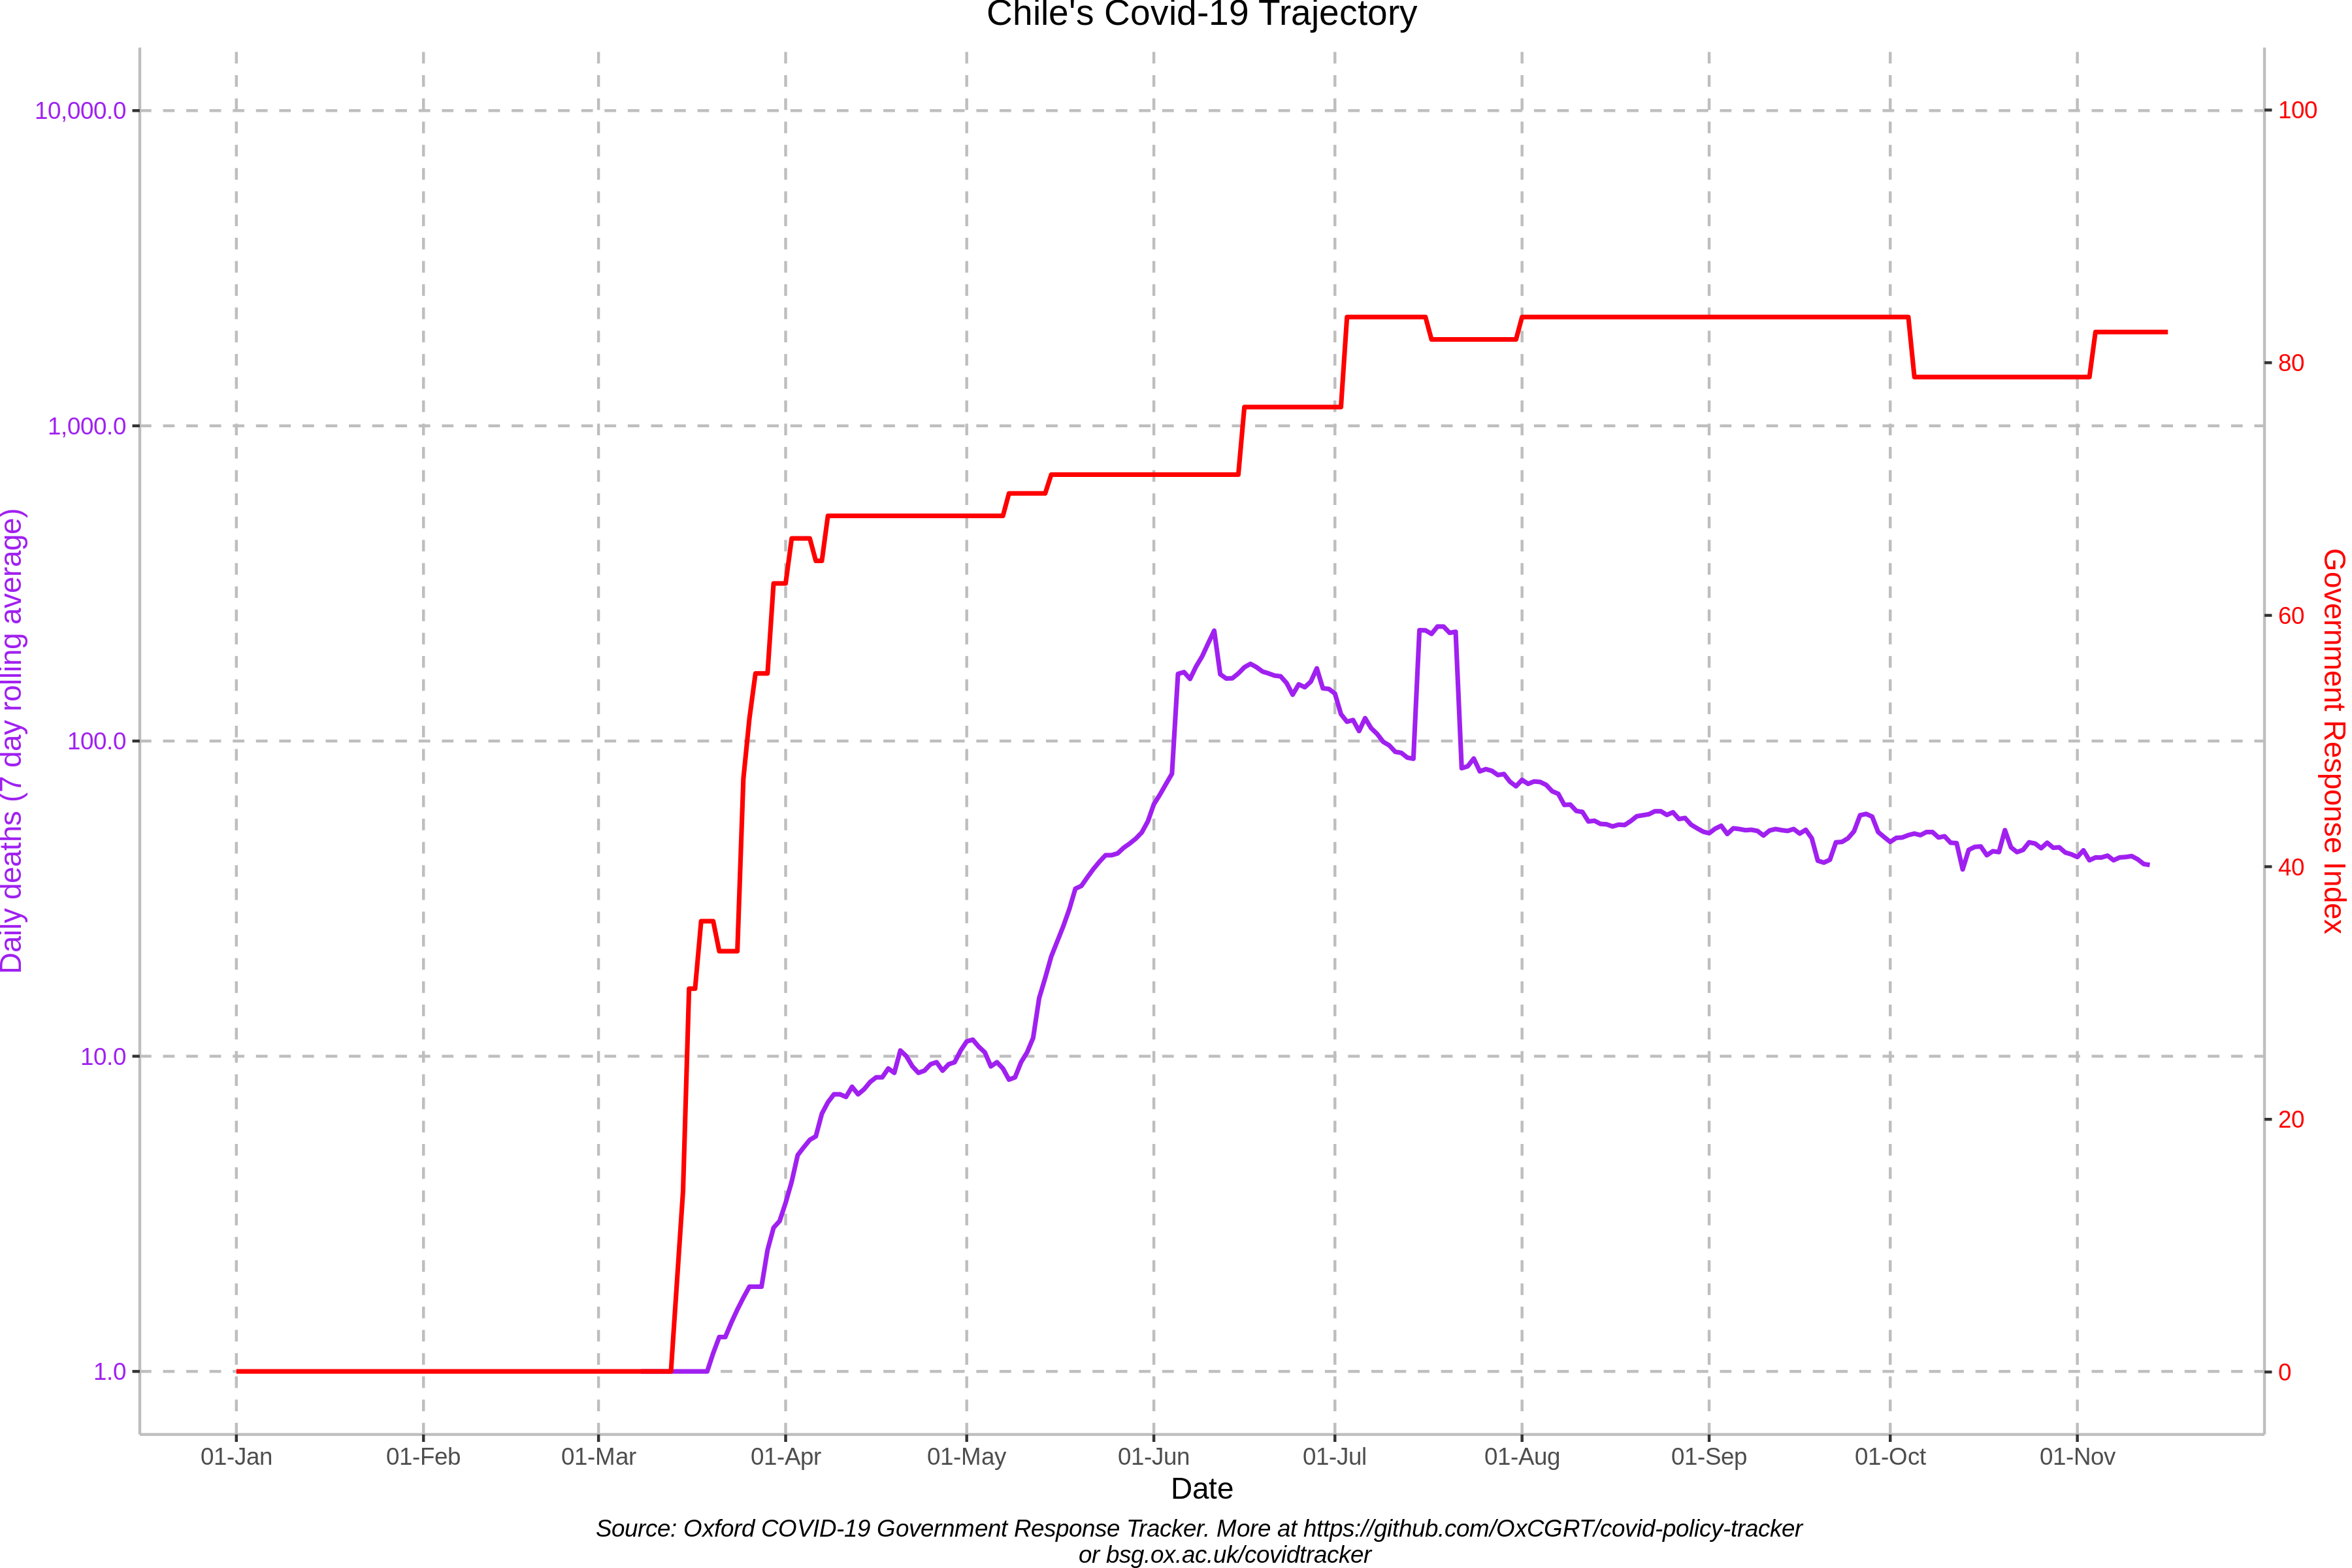 Chile's Covid-19 Trajectory
10,000.0
1,000.0
100.0
10.0
1.0
Daily deaths (7 day rolling average)
100
80
60
40
20
0
Government Response Index
01-Jan 01-Feb 01-Mar 01-Apr 01-May 01-Jun 01-Jul 01-Aug 01-Sep 01-Oct 01-Nov
Date
Source: Oxford COVID-19 Government Response Tracker. More at https://github.com/OxCGRT/covid-policy-tracker
or bsg.ox.ac.uk/covidtracker